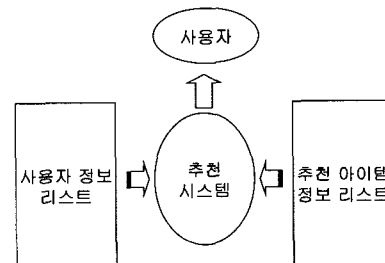 사용자
사용자 정보
리스트
추천
시스템
추천 아이템
정보 리스트